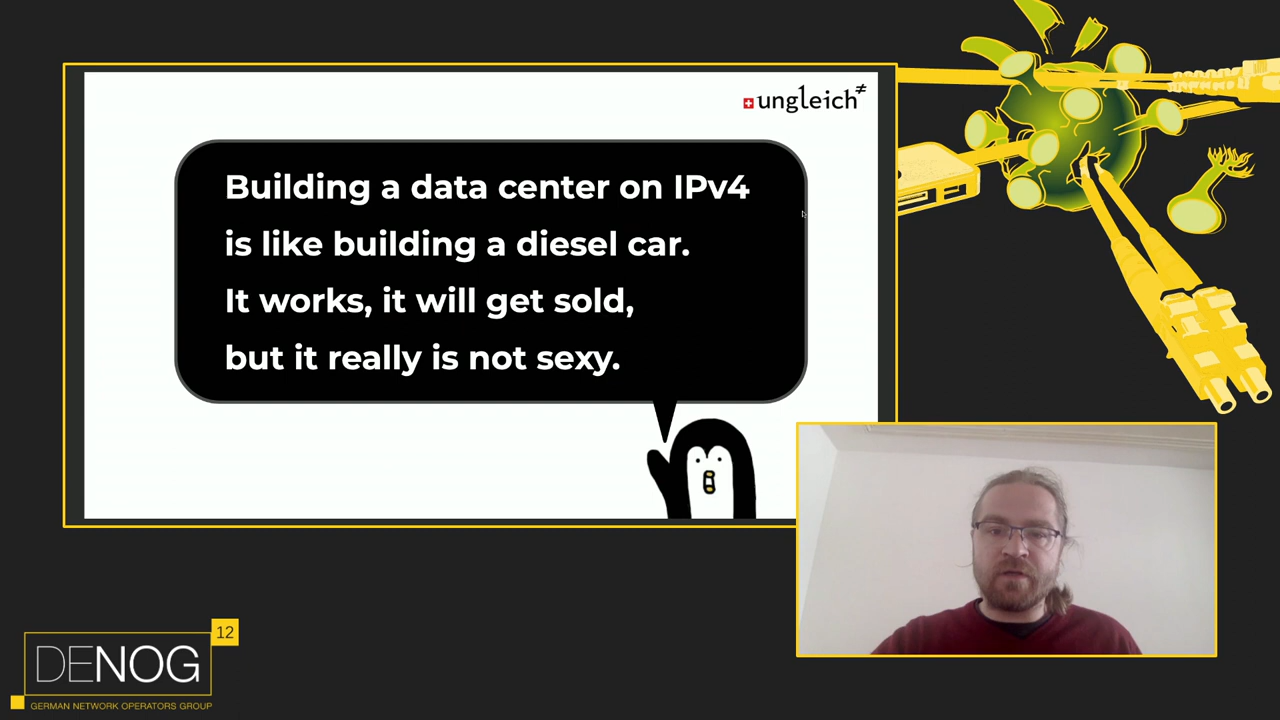 ungleich≠
Building a data center on IPv4
is like building a diesel car.
It works, it will get sold,
but it really is not sexy.
12
DENOG
GERMAN NETWORK OPERATORS GROUP